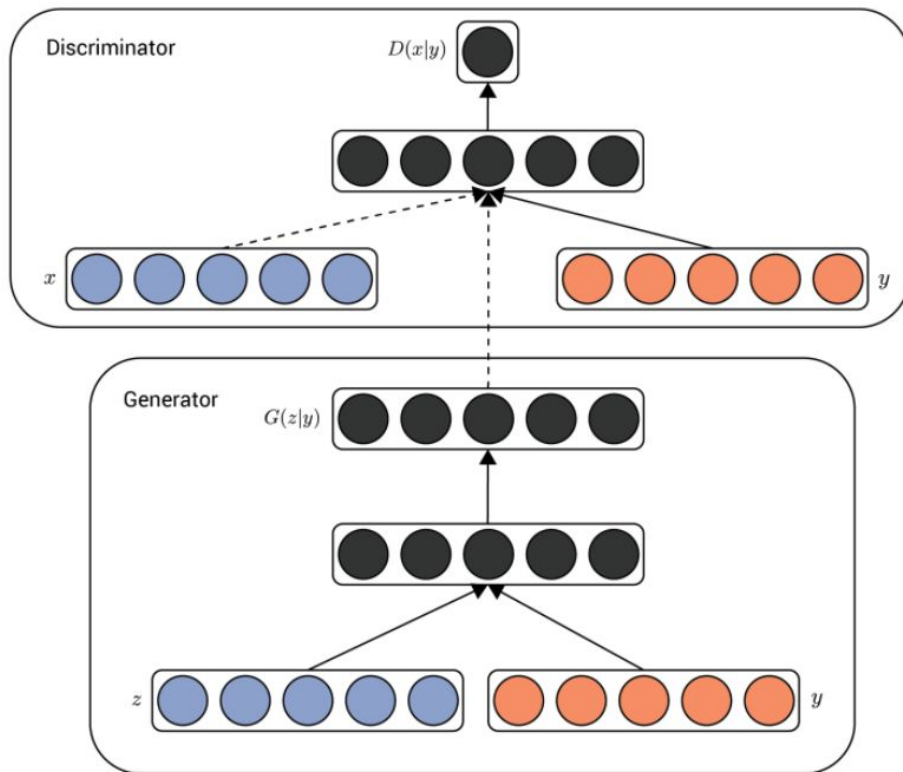 Discriminator
D(x|y)
x
y
Generator
G(z|y)
z
y